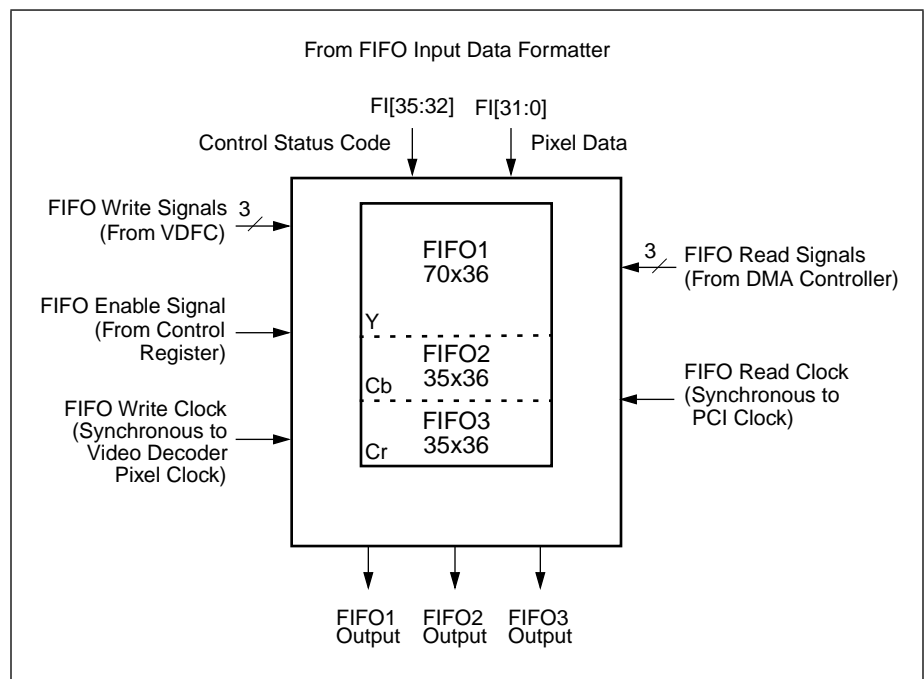 From FIFO Input Data Formatter
FI[35:32]
FI[31:0]
Control Status Code
Pixel Data
FIFO Write Signals
(From VDFC)
3
FIFO Enable Signal
(From Control
Register)
FIFO Write Clock
(Synchronous to
Video Decoder
Pixel Clock)
FIFO1
70x36
Y
FIFO2
35x36
Cb
FIFO3
35x36
Cr
3
FIFO Read Signals
(From DMA Controller)
FIFO Read Clock
(Synchronous to
PCI Clock)
FIFO1
Output
FIFO2
Output
FIFO3
Output